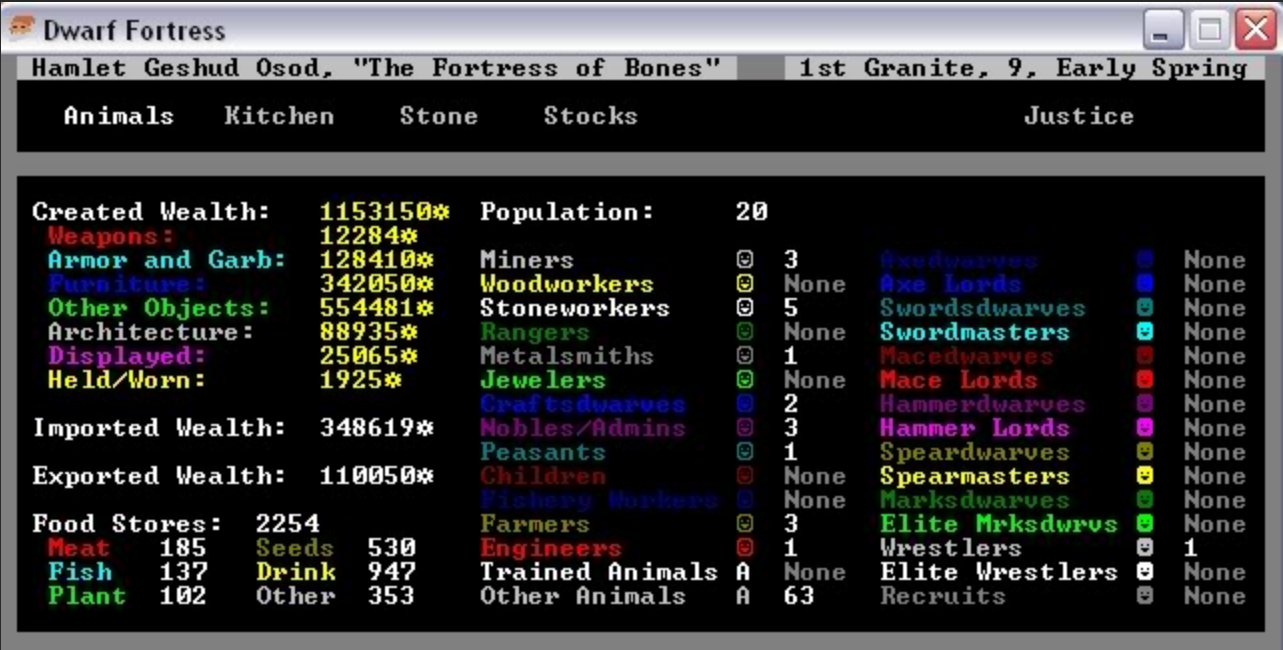 Dwarf Fortress
Hamlet Geshud Osod, "The Fortress of Bones" 1st Granite, 9, Early Spring
Animals Kitchen Stone Stocks Justice
Created Wealth: 1153150☼ Population: 20
Weapons: 12284☼
Armor and Garb: 128410☼ Miners ☺ 3 Axedwarves ☻ None
Furniture: 342050☼ Woodworkers ☺ None Axe Lords ☻ None
Other Objects: 554481☼ Stoneworkers ☺ 5 Swordsdwarves ☻ None
Architecture: 88935☼ Rangers ☺ None Swordmasters ☻ None
Displayed: 25065☼ Metalsmiths ☺ 1 Macedwarves ☻ None
Held/Worn: 1925☼ Jewelers ☺ None Mace Lords ☻ None
Craftsdwarves ☺ 2 Hammerdwarves ☻ None
Imported Wealth: 348619☼ Nobles/Admins ☺ 3 Hammer Lords ☻ None
Peasants ☺ 1 Speardwarves ☻ None
Exported Wealth: 110050☼ Children ☺ None Spearmasters ☻ None
Fishery Workers ☺ None Marksdwarves ☻ None
Food Stores: 2254 Farmers ☺ 3 Elite Mrksdwrvs ☻ None
Meat 185 Seeds 530 Engineers ☺ 1 Wrestlers ☻ 1
Fish 137 Drink 947 Trained Animals A None Elite Wrestlers ☻ None
Plant 102 Other 353 Other Animals A 63 Recruits ☻ None